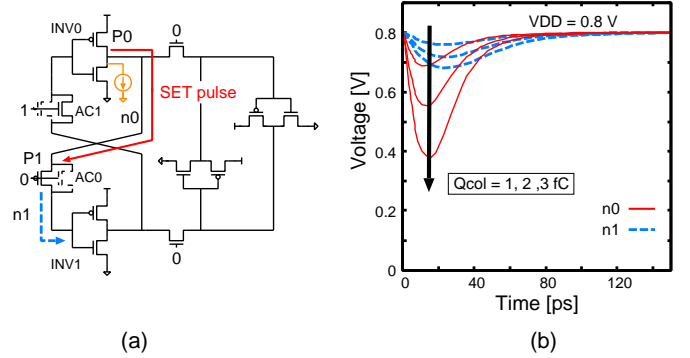 INV0
P0
0
SET pulse
n0
1
AC1
P1
0
AC0
n1
INV1
0
(a)
VDD = 0.8 V
Voltage [V]
0.8
0.6
0.4
0.2
0
Qcol = 1, 2 ,3 fC
n0
n1
0
40
80
120
Time [ps]
(b)